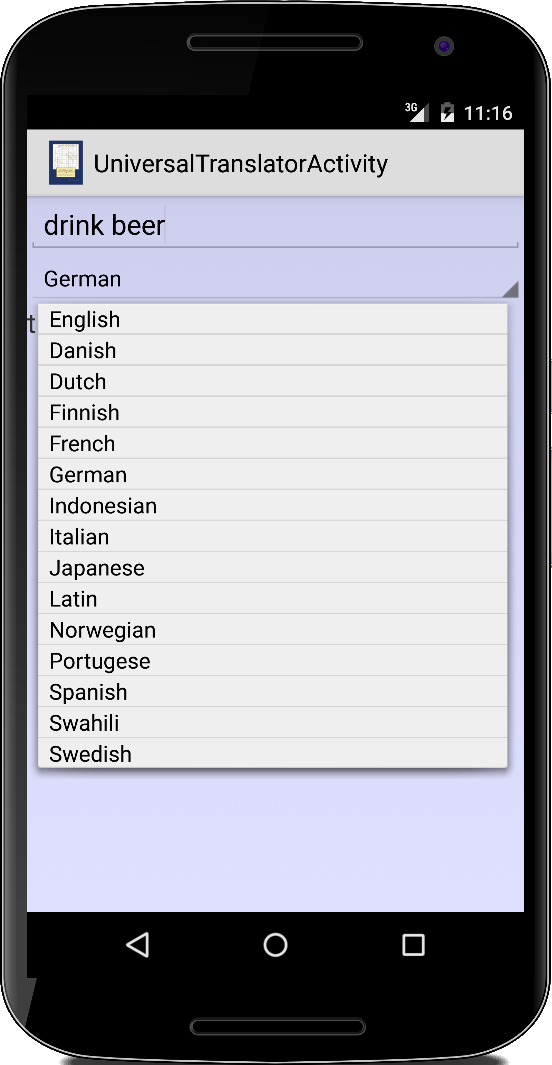 3G 11:16
UniversalTranslatorActivity
drink beer
German
t
English
Danish
Dutch
Finnish
French
German
Indonesian
Italian
Japanese
Latin
Norwegian
Portugese
Spanish
Swahili
Swedish